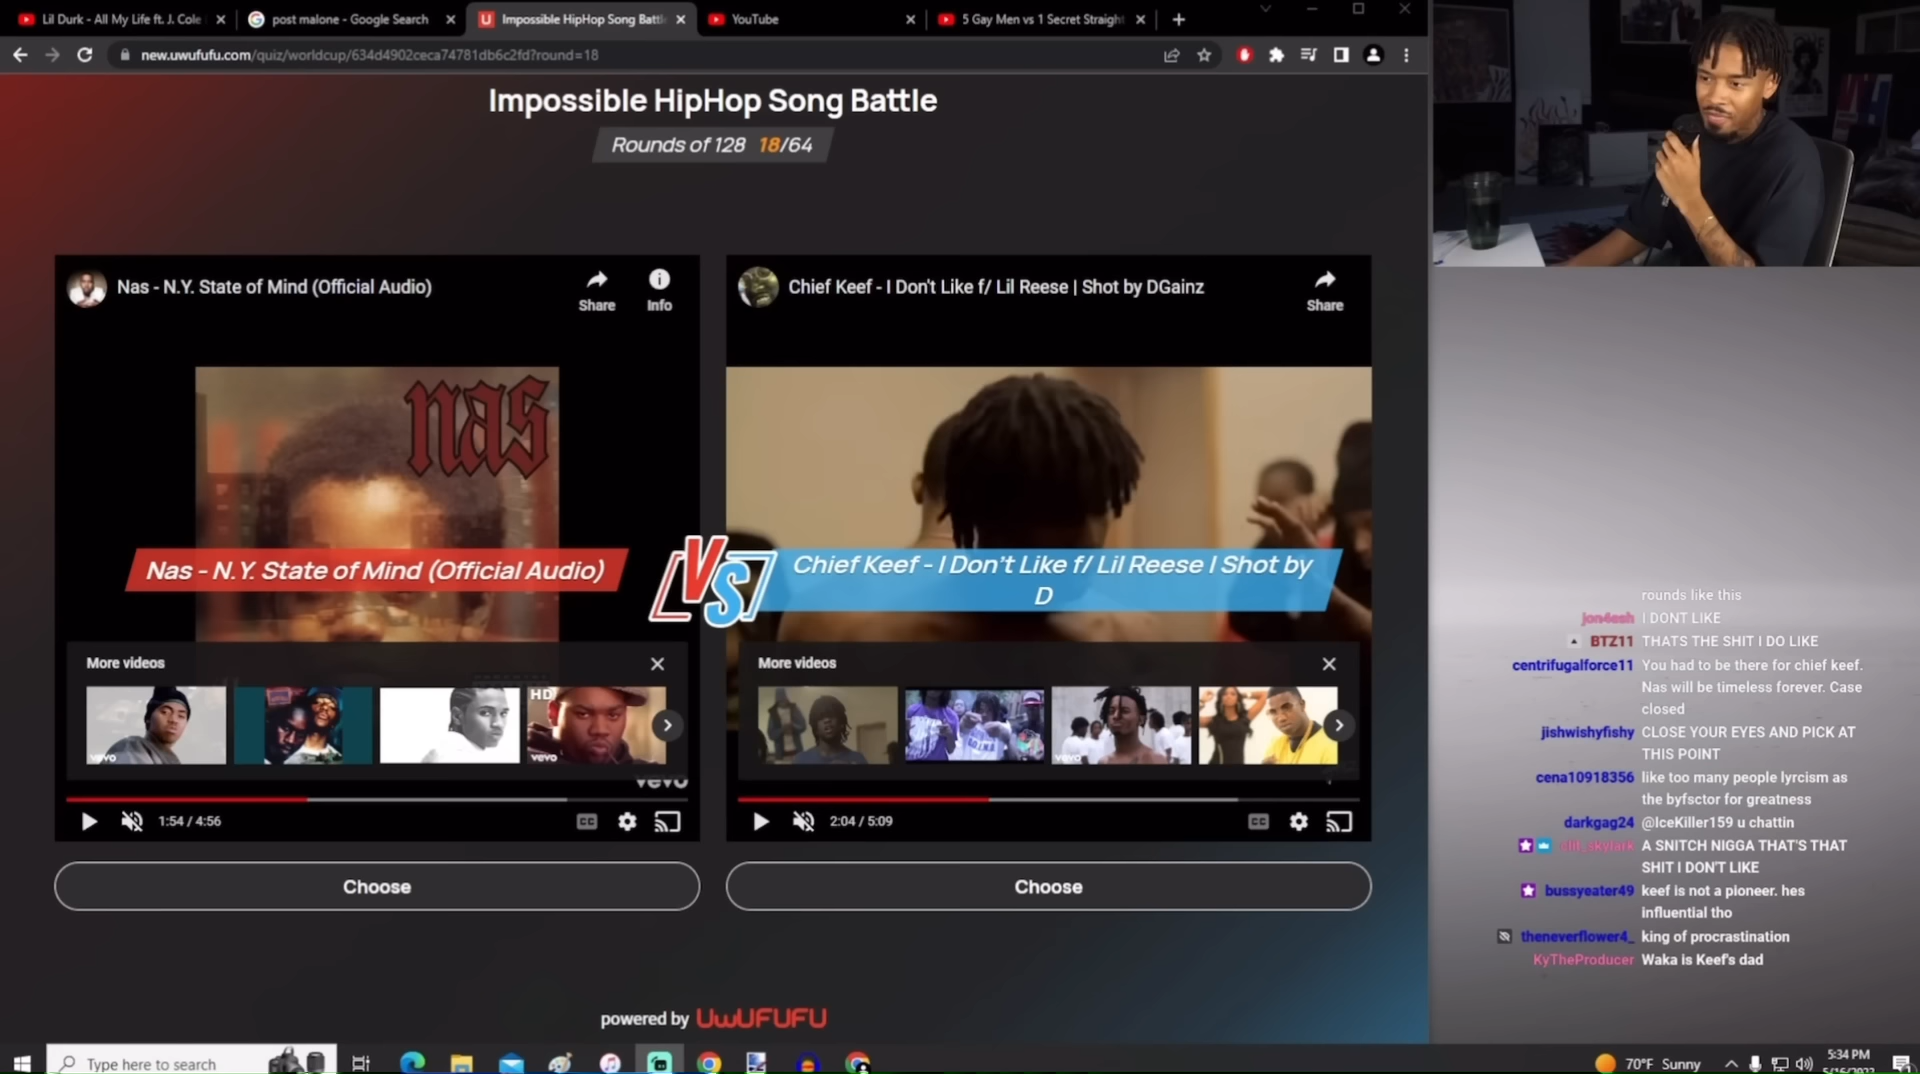 Lil Durk - All My Life ft. J. Cole
post malone - Google Search
Impossible HipHop Song Battl
YouTube
5 Gay Men vs 1 Secret Straigh
new.uwufufu.com/quiz/worldcup/634d4902ceca74781db6c2fd?round=18
Impossible HipHop Song Battle
Rounds of 128 18/64
Nas - N.Y. State of Mind (Official Audio)
Share
Info
Chief Keef - I Don't Like f/ Lil Reese | Shot by DGainz
Share
nas
Nas - N.Y. State of Mind (Official Audio)
VS
Chief Keef - I Don't Like f/ Lil Reese | Shot by
D
More videos
More videos
vevo
HD
vevo
vevo
vevo
1:54 / 4:56
CC
2:04 / 5:09
CC
Choose
Choose
powered by UwUFUFU
rounds like this
jon4ash I DONT LIKE
BTZ11 THATS THE SHIT I DO LIKE
centrifugalforce11 You had to be there for chief keef.
Nas will be timeless forever. Case
closed
jishwishyfishy CLOSE YOUR EYES AND PICK AT
THIS POINT
cena10918356 like too many people lyrcism as
the byfsctor for greatness
darkgag24 @IceKiller159 u chattin
A SNITCH NIGGA THAT'S THAT
SHIT I DON'T LIKE
bussyeater49 keef is not a pioneer. hes
influential tho
theneverflower4_ king of procrastination
KyTheProducer Waka is Keef's dad
Type here to search
70°F Sunny
5:34 PM